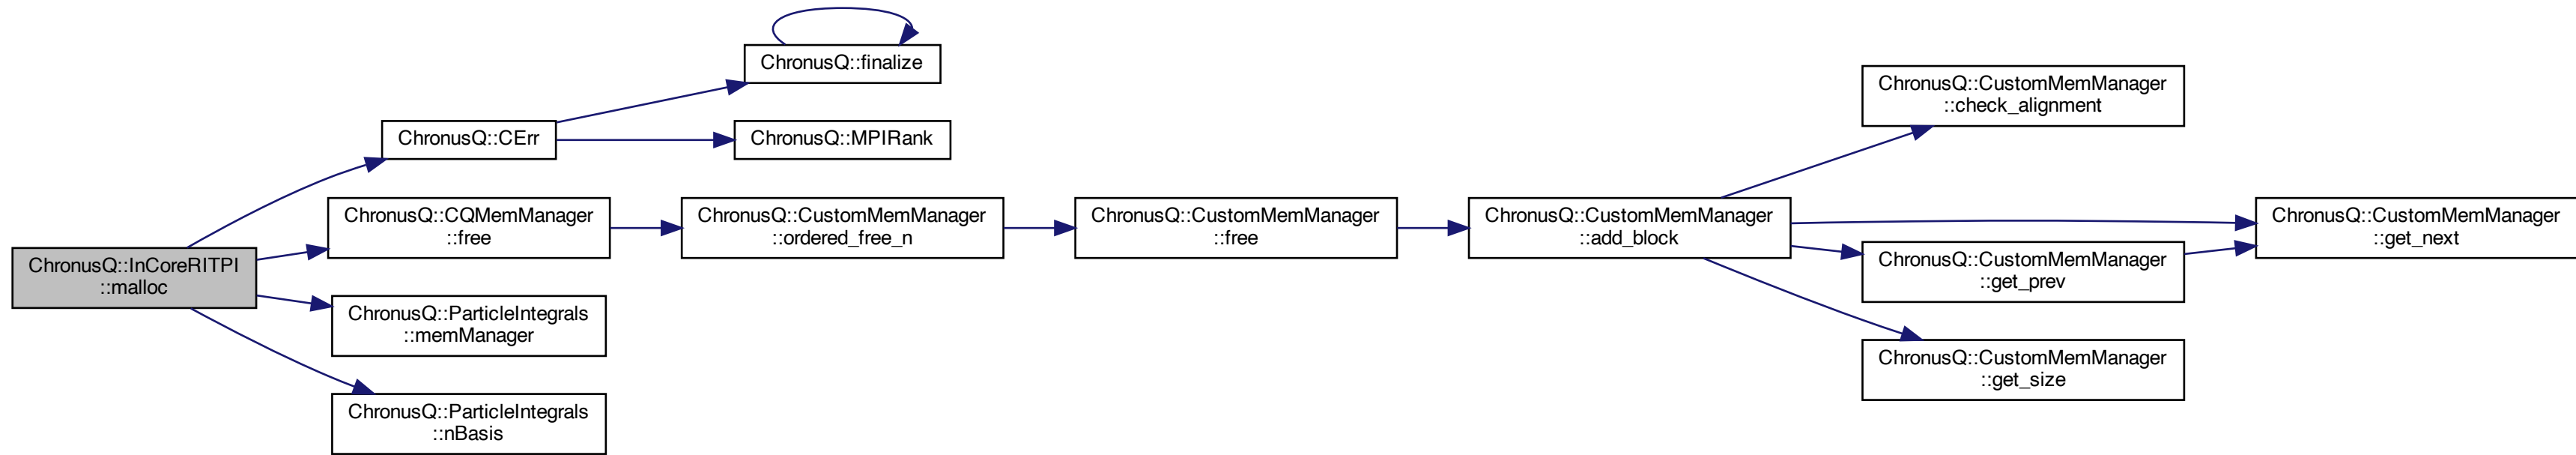 ChronusQ::InCoreRITPI
::malloc
ChronusQ::CErr
ChronusQ::finalize
ChronusQ::MPIRank
ChronusQ::CQMemManager
::free
ChronusQ::CustomMemManager
::ordered_free_n
ChronusQ::CustomMemManager
::free
ChronusQ::CustomMemManager
::add_block
ChronusQ::CustomMemManager
::check_alignment
ChronusQ::CustomMemManager
::get_next
ChronusQ::CustomMemManager
::get_prev
ChronusQ::CustomMemManager
::get_size
ChronusQ::ParticleIntegrals
::memManager
ChronusQ::ParticleIntegrals
::nBasis